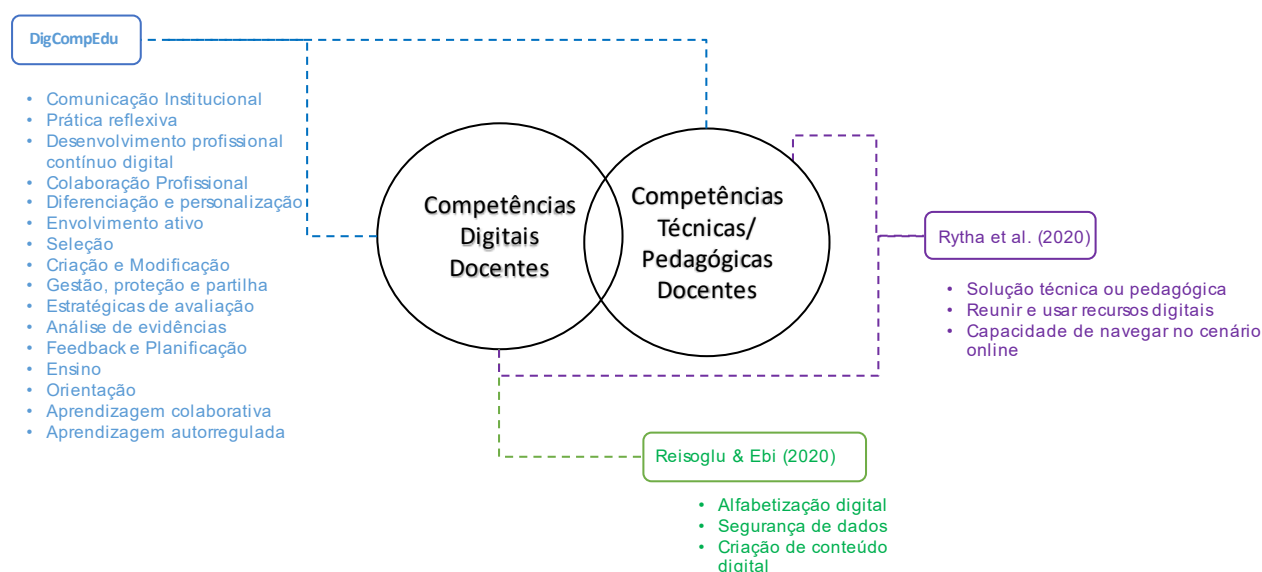 DigCompEdu
• Comunicação Institucional
• Prática reflexiva
• Desenvolvimento profissional
contínuo digital
• Colaboração Profissional
• Diferenciação e personalização
• Envolvimento ativo
• Seleção
• Criação e Modificação
• Gestão, proteção e partilha
• Estratégicas de avaliação
• Análise de evidências
• Feedback e Planificação
• Ensino
• Orientação
• Aprendizagem colaborativa
• Aprendizagem autorregulada
Competências
Digitais
Docentes
Competências
Técnicas/
Pedagógicas
Docentes
Rytha et al. (2020)
• Solução técnica ou pedagógica
• Reunir e usar recursos digitais
• Capacidade de navegar no cenário
online
Reisoglu & Ebi (2020)
• Alfabetização digital
• Segurança de dados
• Criação de conteúdo
digital